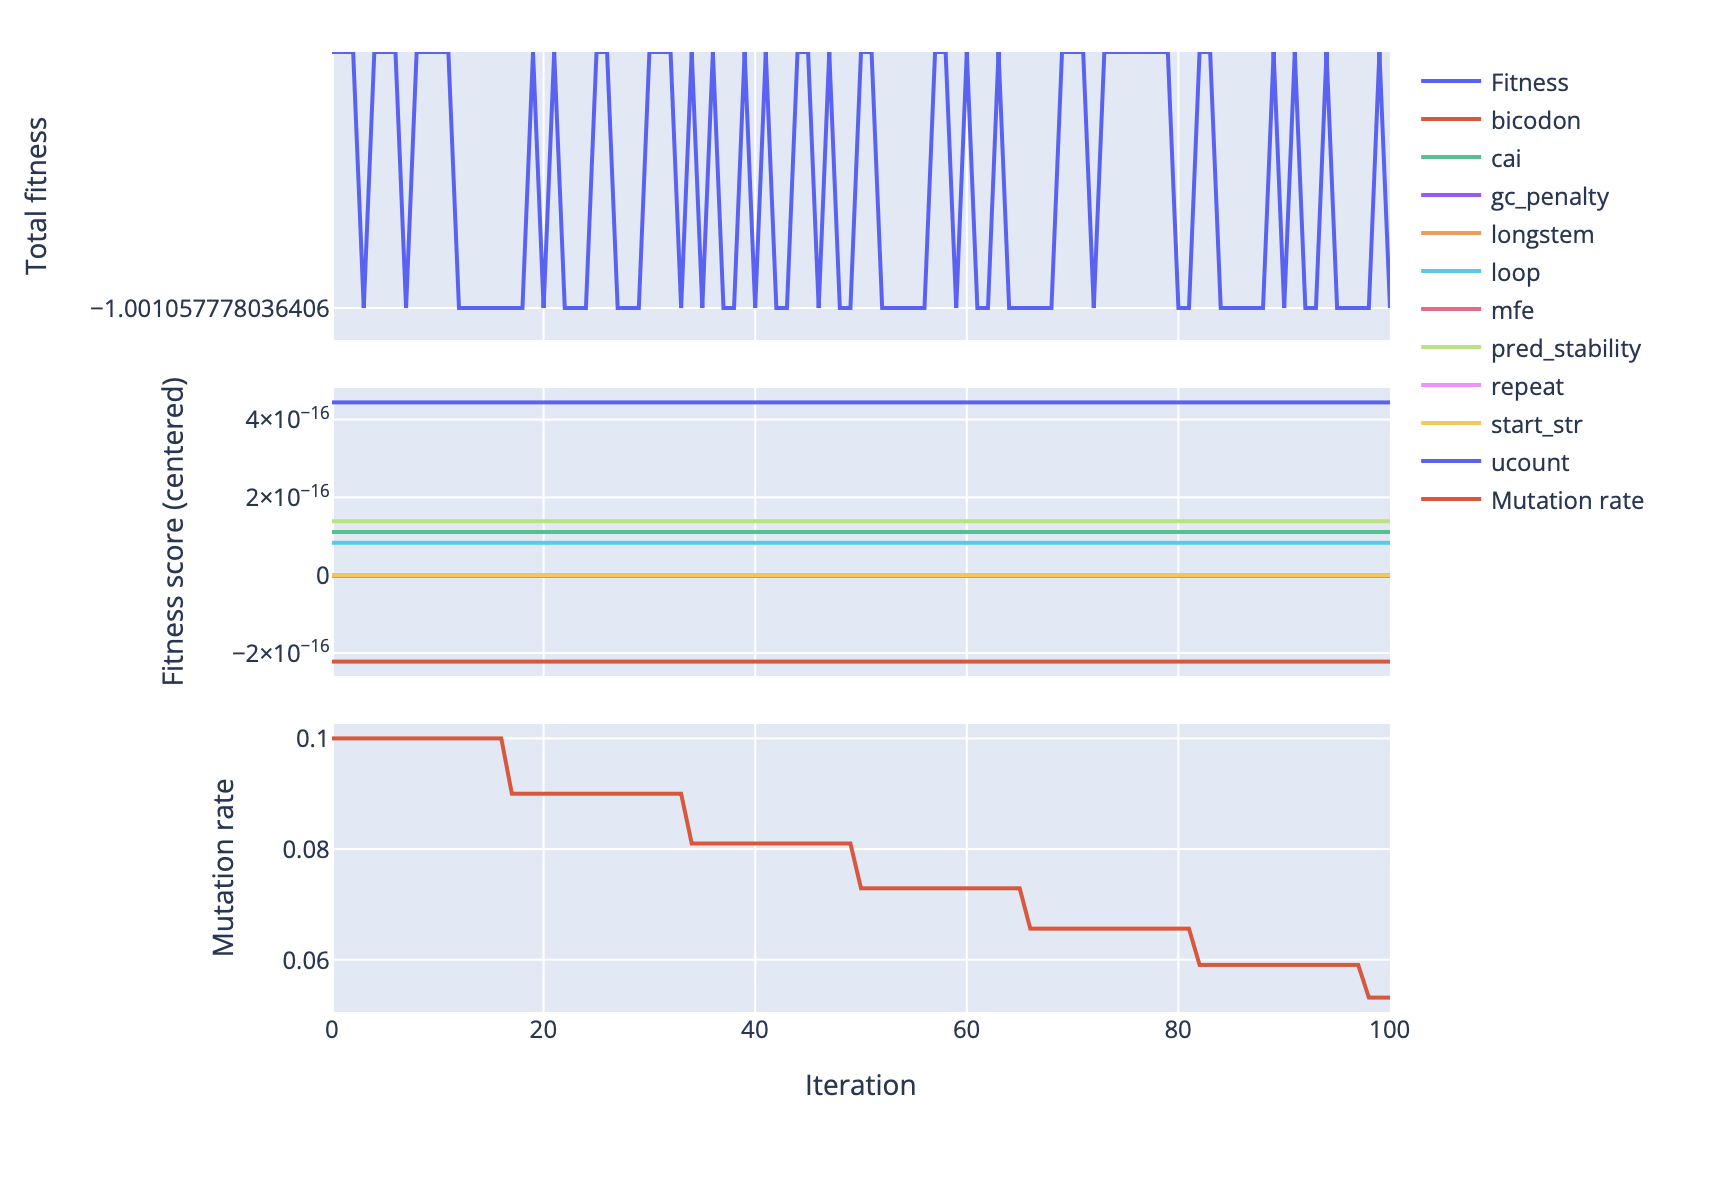 Total fitness
−1.001057778036406
Fitness score (centered)
4×10⁻¹⁶
2×10⁻¹⁶
0
−2×10⁻¹⁶
Mutation rate
0.1
0.08
0.06
0 20 40 60 80 100
Iteration
Fitness
bicodon
cai
gc_penalty
longstem
loop
mfe
pred_stability
repeat
start_str
ucount
Mutation rate